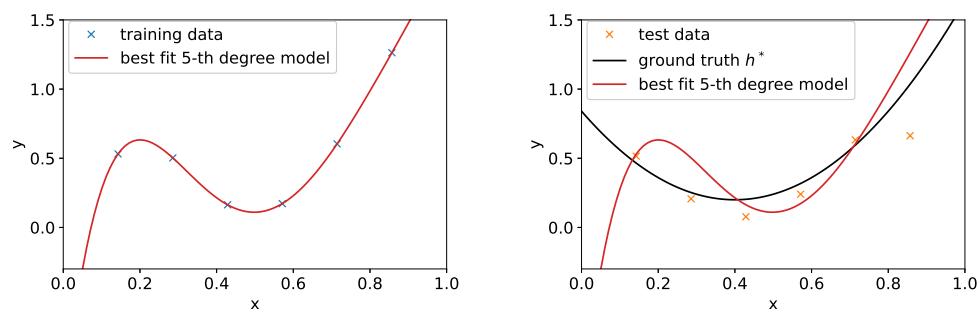 training data
best fit 5-th degree model
1.5
1.0
0.5
0.0
y
0.0 0.2 0.4 0.6 0.8 1.0
x
test data
ground truth h*
best fit 5-th degree model
1.5
1.0
0.5
0.0
y
0.0 0.2 0.4 0.6 0.8 1.0
x